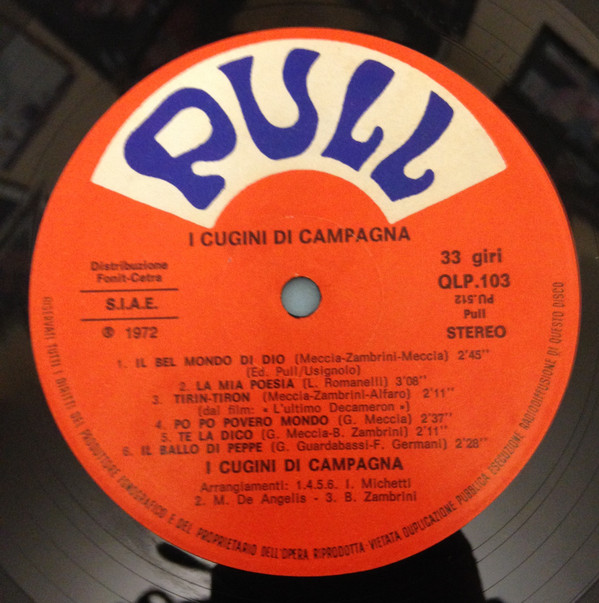 PULL
I CUGINI DI CAMPAGNA
Distribuzione
Fonit-Cetra
S.I.A.E.
℗ 1972
33 giri
QLP.103
PU.512
Pull
STEREO
1. IL BEL MONDO DI DIO (Meccia-Zambrini-Meccia) 2'45''
(Ed. Pull/Usignolo)
2. LA MIA POESIA (L. Romanelli) 3'08''
3. TIRIN-TIRON (Meccia-Zambrini-Alfaro) 2'11''
(dal film: « L'ultimo Decameron »)
4. PO PO POVERO MONDO (G. Meccia) 2'37''
5. TE LA DICO (G. Meccia-B. Zambrini) 2'11''
6. IL BALLO DI PEPPE (G. Guardabassi-F. Germani) 2'28''
I CUGINI DI CAMPAGNA
Arrangiamenti: 1.4.5.6. I. Michetti
2. M. De Angelis - 3. B. Zambrini
RISERVATI TUTTI I DIRITTI DEL PRODUTTORE FONOGRAFICO E DEL PROPRIETARIO DELL'OPERA RIPRODOTTA-VIETATA DUPLICAZIONE PUBBLICA ESECUZIONE RADIODIFFUSIONE DI QUESTO DISCO